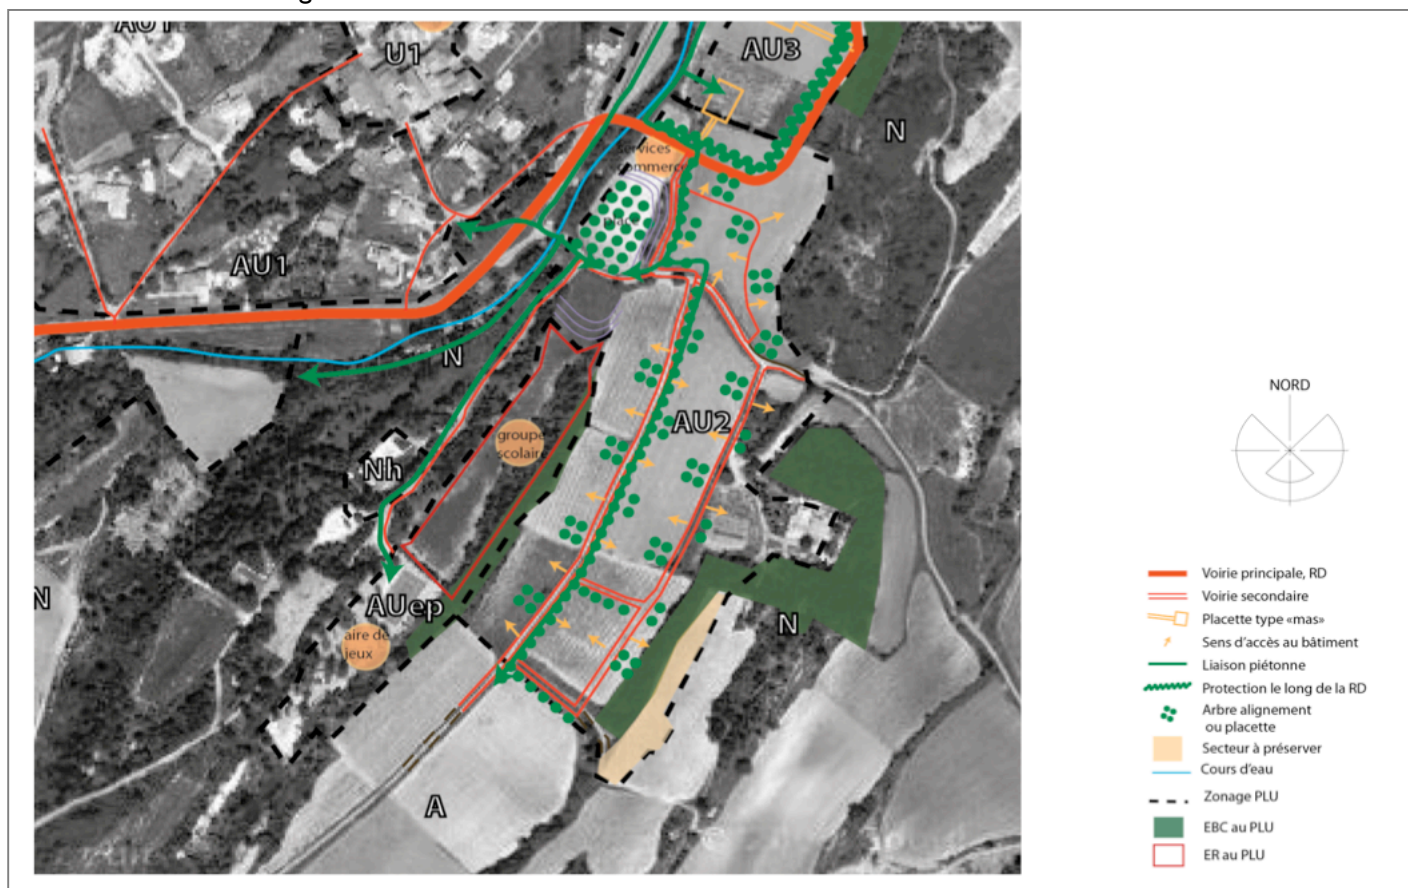 AU1
U1
AU3
N
services
commerce
place
AU1
N
AU2
groupe
scolaire
Nh
N
AUep
aire de
jeux
N
A
NORD
Voirie principale, RD
Voirie secondaire
Placette type «mas»
Sens d'accès au bâtiment
Liaison piétonne
Protection le long de la RD
Arbre alignement
ou placette
Secteur à préserver
Cours d'eau
Zonage PLU
EBC au PLU
ER au PLU